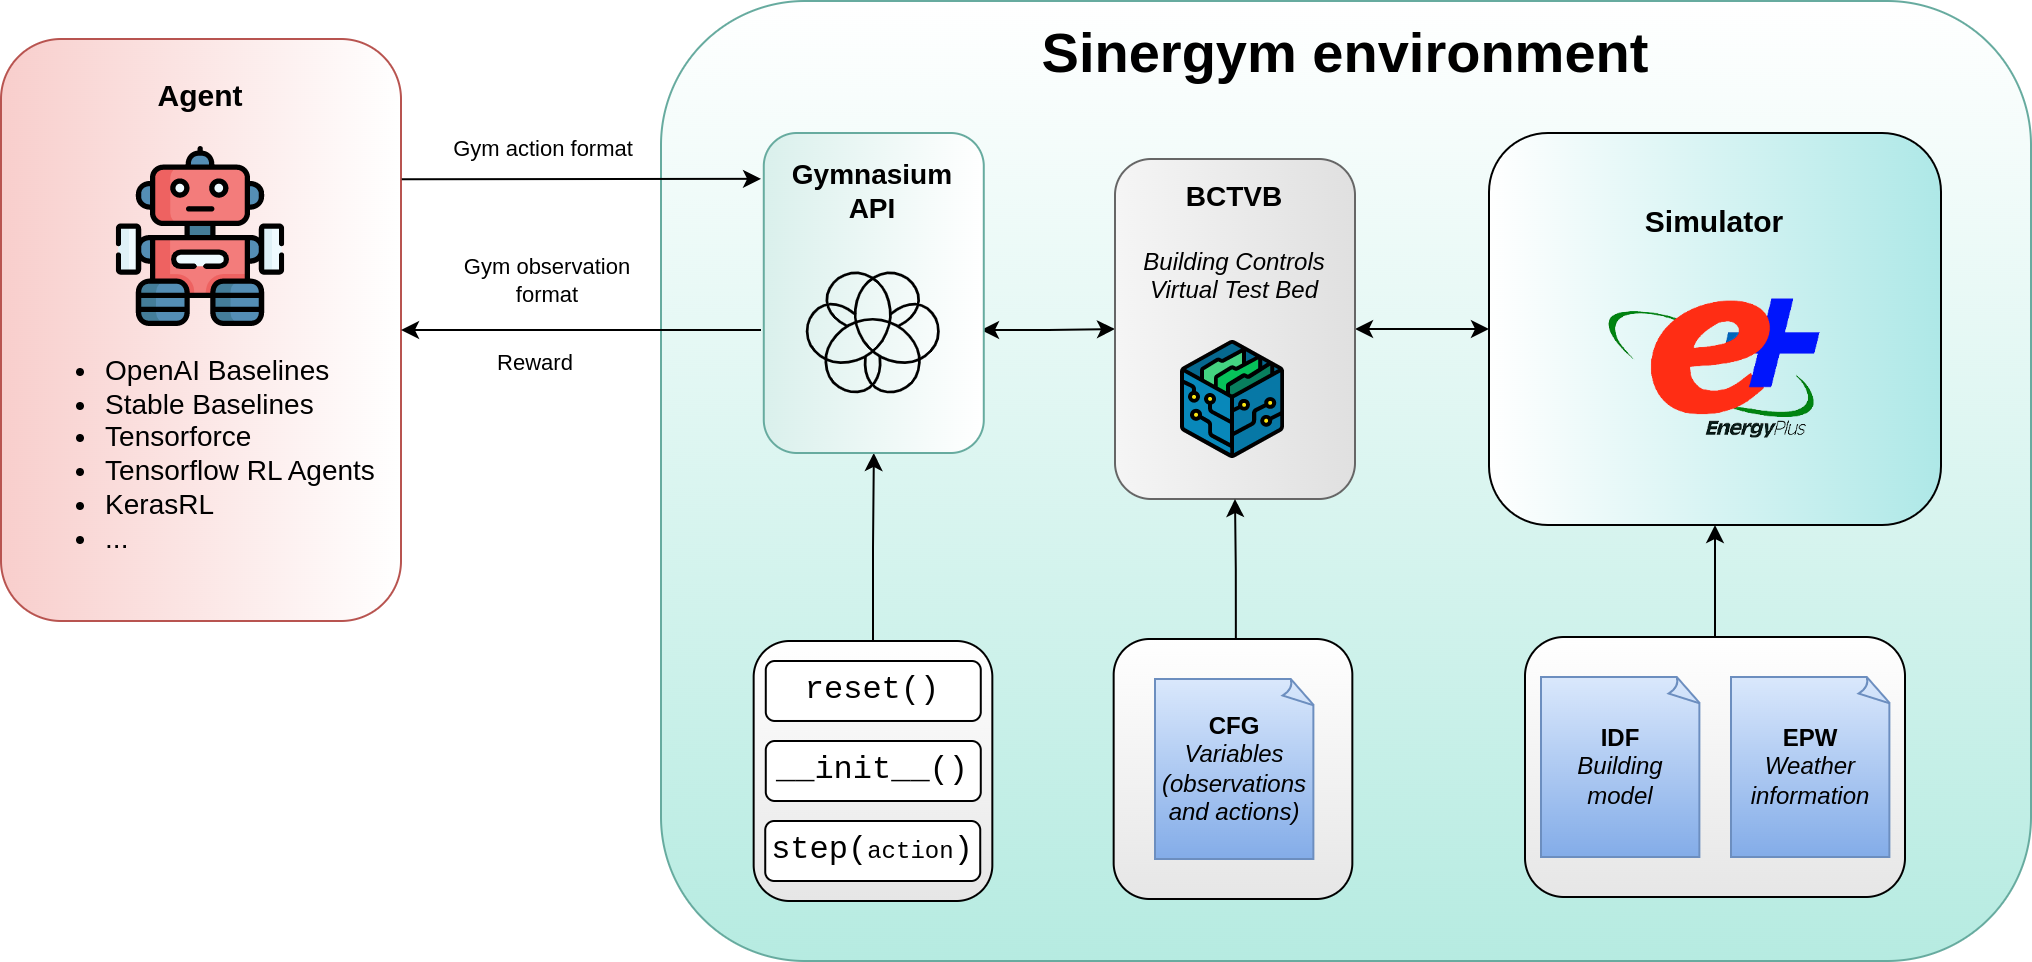 Sinergym environment
Agent
OpenAI Baselines
Stable Baselines
Tensorforce
Tensorflow RL Agents
KerasRL
...
Gym action format
Gym observation
format
Reward
Gymnasium
API
BCTVB
Building Controls
Virtual Test Bed
Simulator
e+
EnergyPlus
reset()
__init__()
step(action)
CFG
Variables
(observations
and actions)
IDF
Building
model
EPW
Weather
information